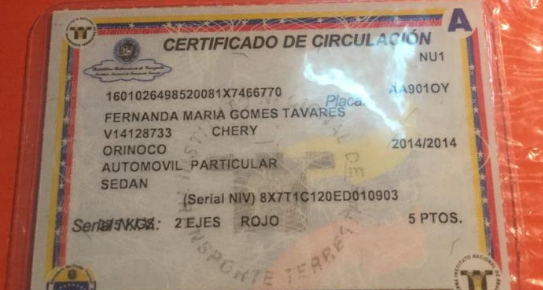 A
CERTIFICADO DE CIRCULACIÓN
NU1
1601026498520081X7466770 Placa: AA901OY
FERNANDA MARIA GOMES TAVARES
V14128733 CHERY
ORINOCO 2014/2014
AUTOMOVIL PARTICULAR
SEDAN
(Serial NIV) 8X7T1C120ED010903
Serial N.I.V.: KGS. 2 EJES ROJO 5 PTOS.
TRANSPORTE TERRESTRE